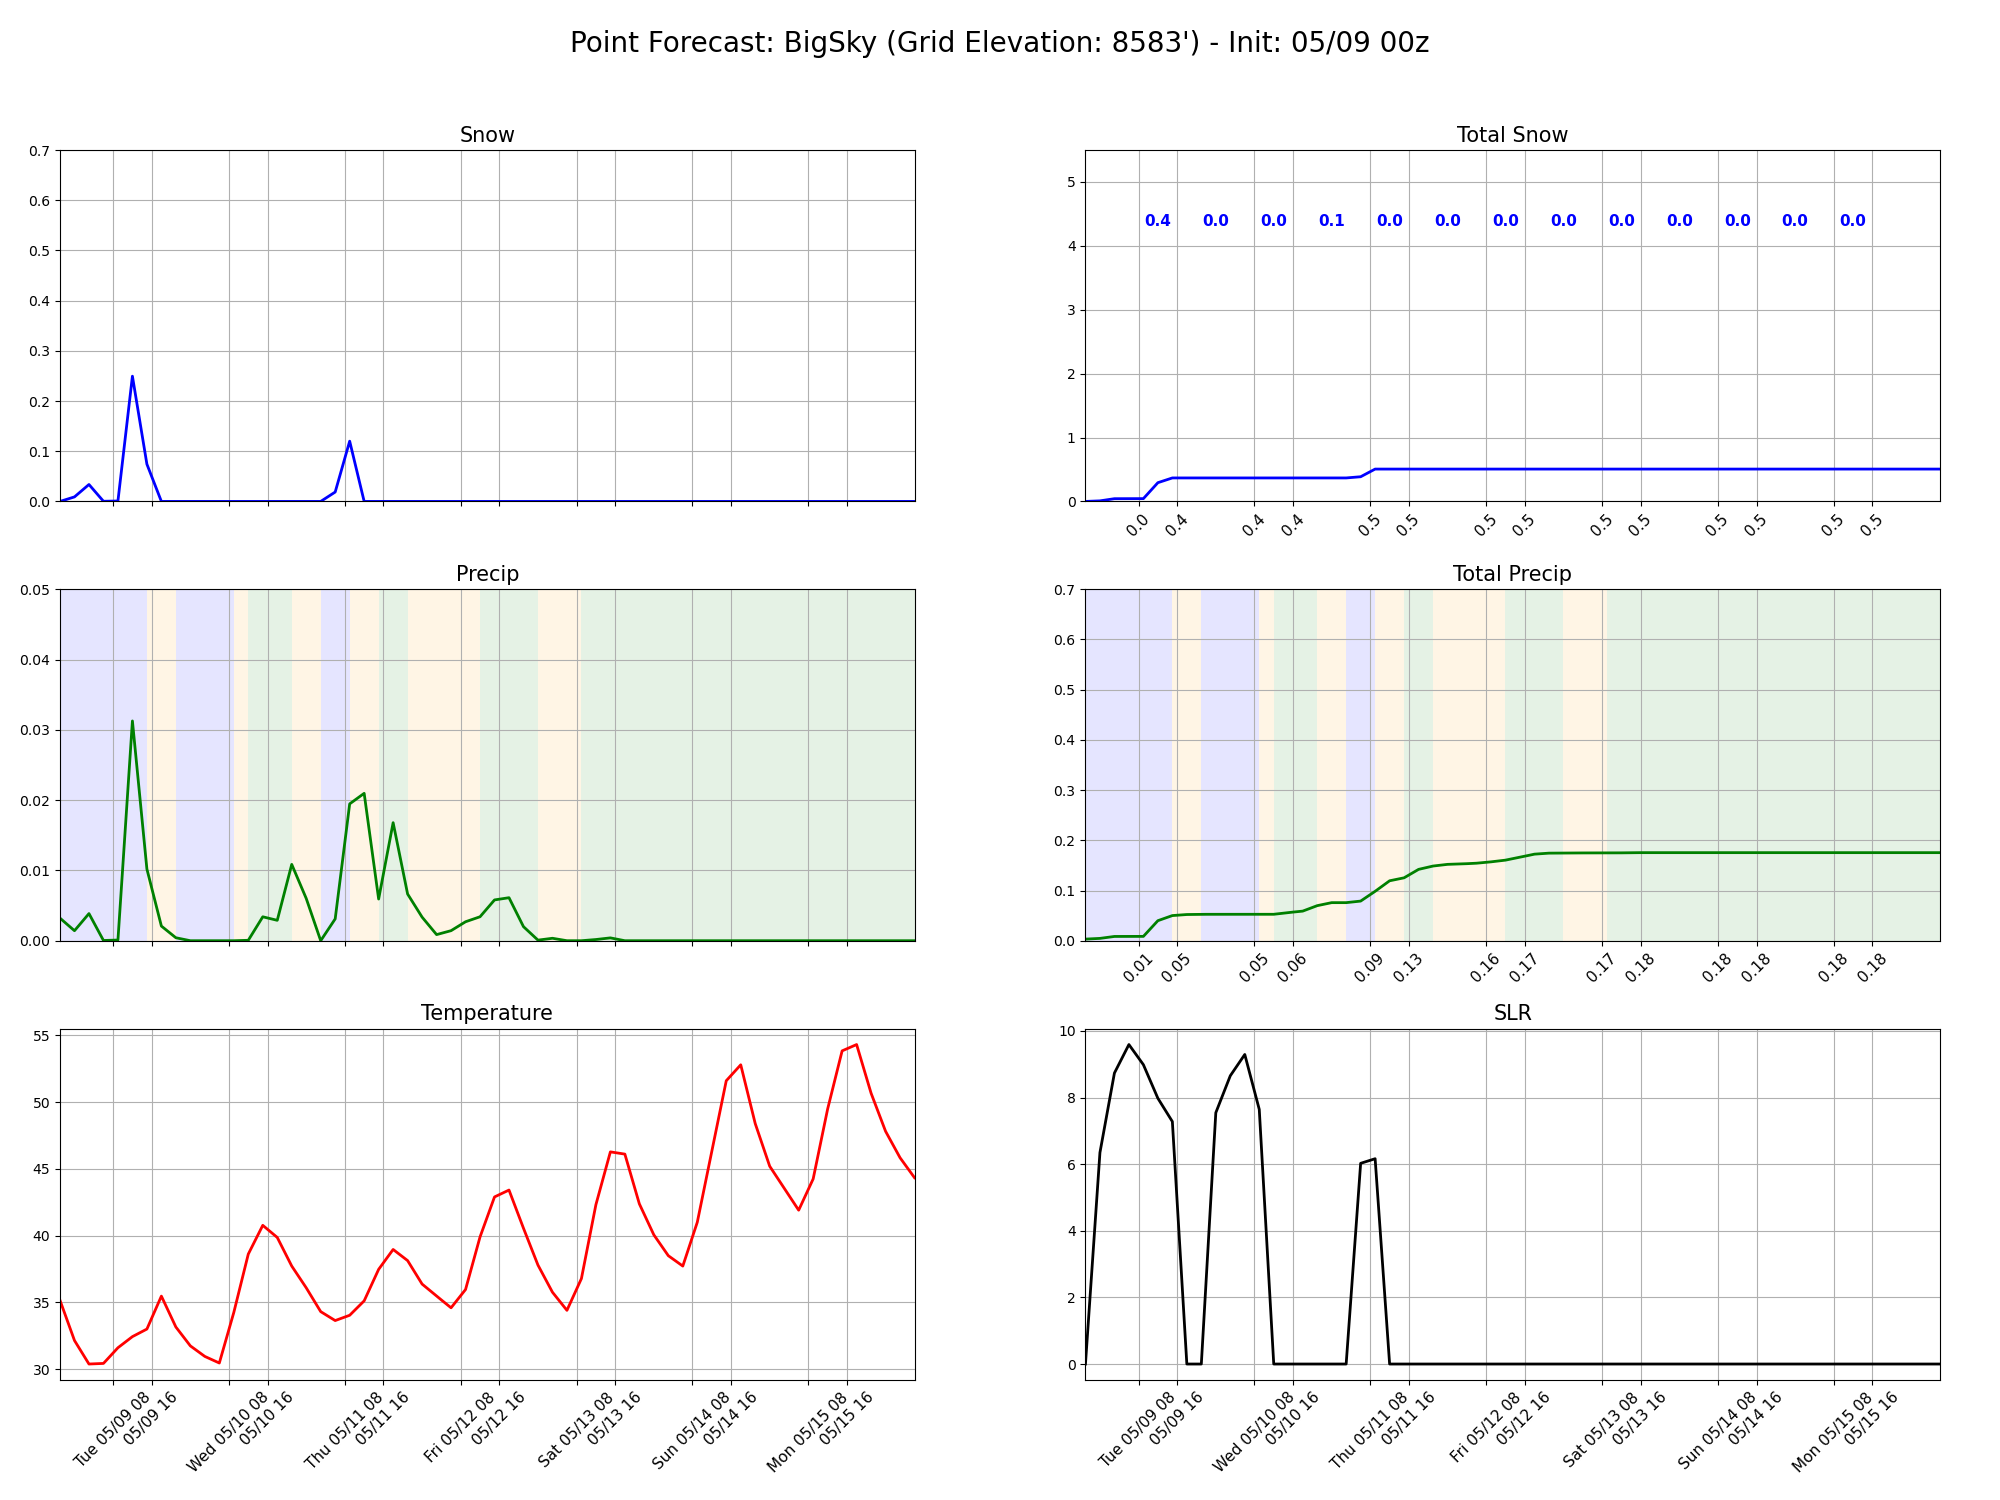 Point Forecast: BigSky (Grid Elevation: 8583') - Init: 05/09 00z
Snow
0.7
0.6
0.5
0.4
0.3
0.2
0.1
0.0
Total Snow
5
4
3
2
1
0
0.4 0.0 0.0 0.1 0.0 0.0 0.0 0.0 0.0 0.0 0.0 0.0 0.0
0.0 0.4 0.4 0.4 0.5 0.5 0.5 0.5 0.5 0.5 0.5 0.5 0.5 0.5
Precip
0.05
0.04
0.03
0.02
0.01
0.00
Total Precip
0.7
0.6
0.5
0.4
0.3
0.2
0.1
0.0
0.01 0.05 0.05 0.06 0.09 0.13 0.16 0.17 0.17 0.18 0.18 0.18 0.18 0.18
Temperature
55
50
45
40
35
30
Tue 05/09 08
05/09 16
Wed 05/10 08
05/10 16
Thu 05/11 08
05/11 16
Fri 05/12 08
05/12 16
Sat 05/13 08
05/13 16
Sun 05/14 08
05/14 16
Mon 05/15 08
05/15 16
SLR
10
8
6
4
2
0
Tue 05/09 08
05/09 16
Wed 05/10 08
05/10 16
Thu 05/11 08
05/11 16
Fri 05/12 08
05/12 16
Sat 05/13 08
05/13 16
Sun 05/14 08
05/14 16
Mon 05/15 08
05/15 16